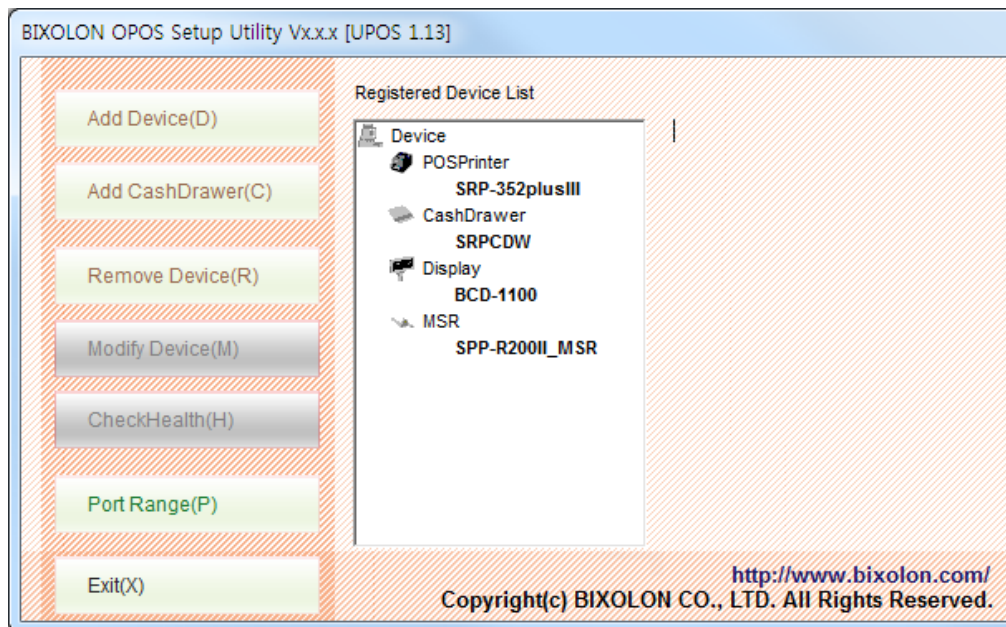 BIXOLON OPOS Setup Utility Vx.x.x [UPOS 1.13]
Add Device(D)
Add CashDrawer(C)
Remove Device(R)
Modify Device(M)
CheckHealth(H)
Port Range(P)
Exit(X)
Registered Device List
Device
POSPrinter
SRP-352plusIII
CashDrawer
SRPCDW
Display
BCD-1100
MSR
SPP-R200II_MSR
http://www.bixolon.com/
Copyright(c) BIXOLON CO., LTD. All Rights Reserved.